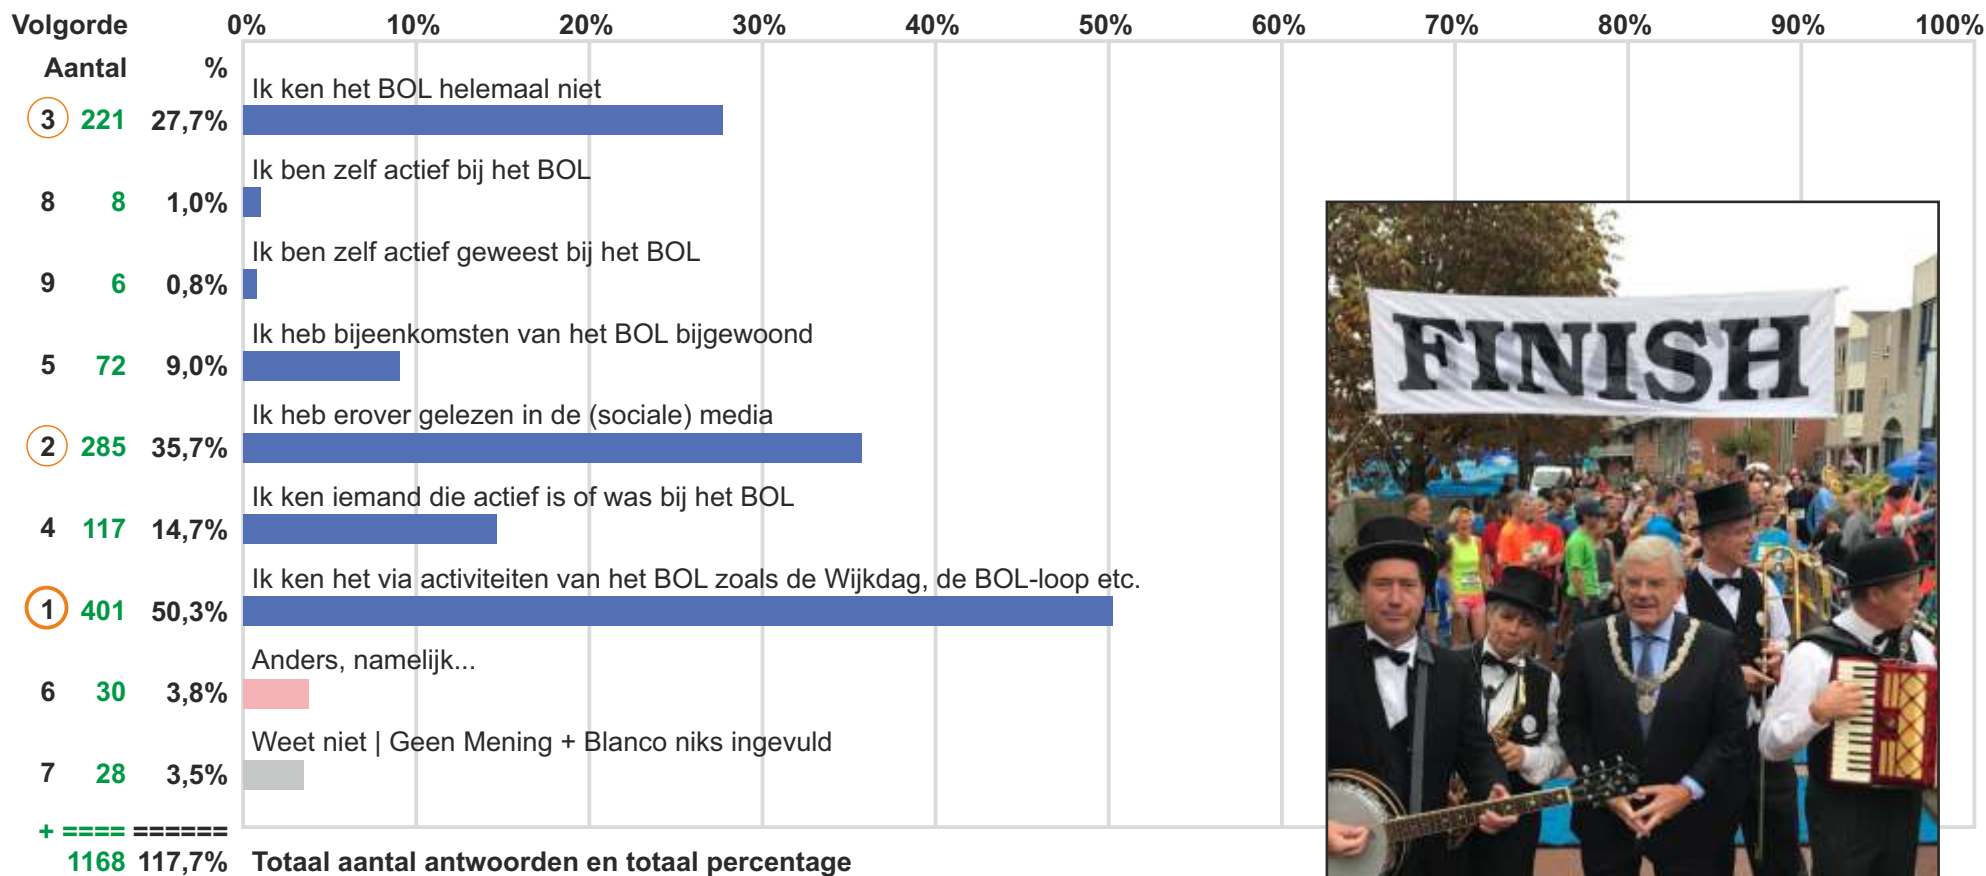 Volgorde 0% 10% 20% 30% 40% 50% 60% 70% 80% 90% 100%
Aantal %
Ik ken het BOL helemaal niet
3 221 27,7%
Ik ben zelf actief bij het BOL
8 8 1,0%
Ik ben zelf actief geweest bij het BOL
9 6 0,8%
Ik heb bijeenkomsten van het BOL bijgewoond
5 72 9,0%
Ik heb erover gelezen in de (sociale) media
2 285 35,7%
Ik ken iemand die actief is of was bij het BOL
4 117 14,7%
Ik ken het via activiteiten van het BOL zoals de Wijkdag, de BOL-loop etc.
1 401 50,3%
Anders, namelijk...
6 30 3,8%
Weet niet | Geen Mening + Blanco niks ingevuld
7 28 3,5%
+ ==== ======
1168 117,7% Totaal aantal antwoorden en totaal percentage
FINISH